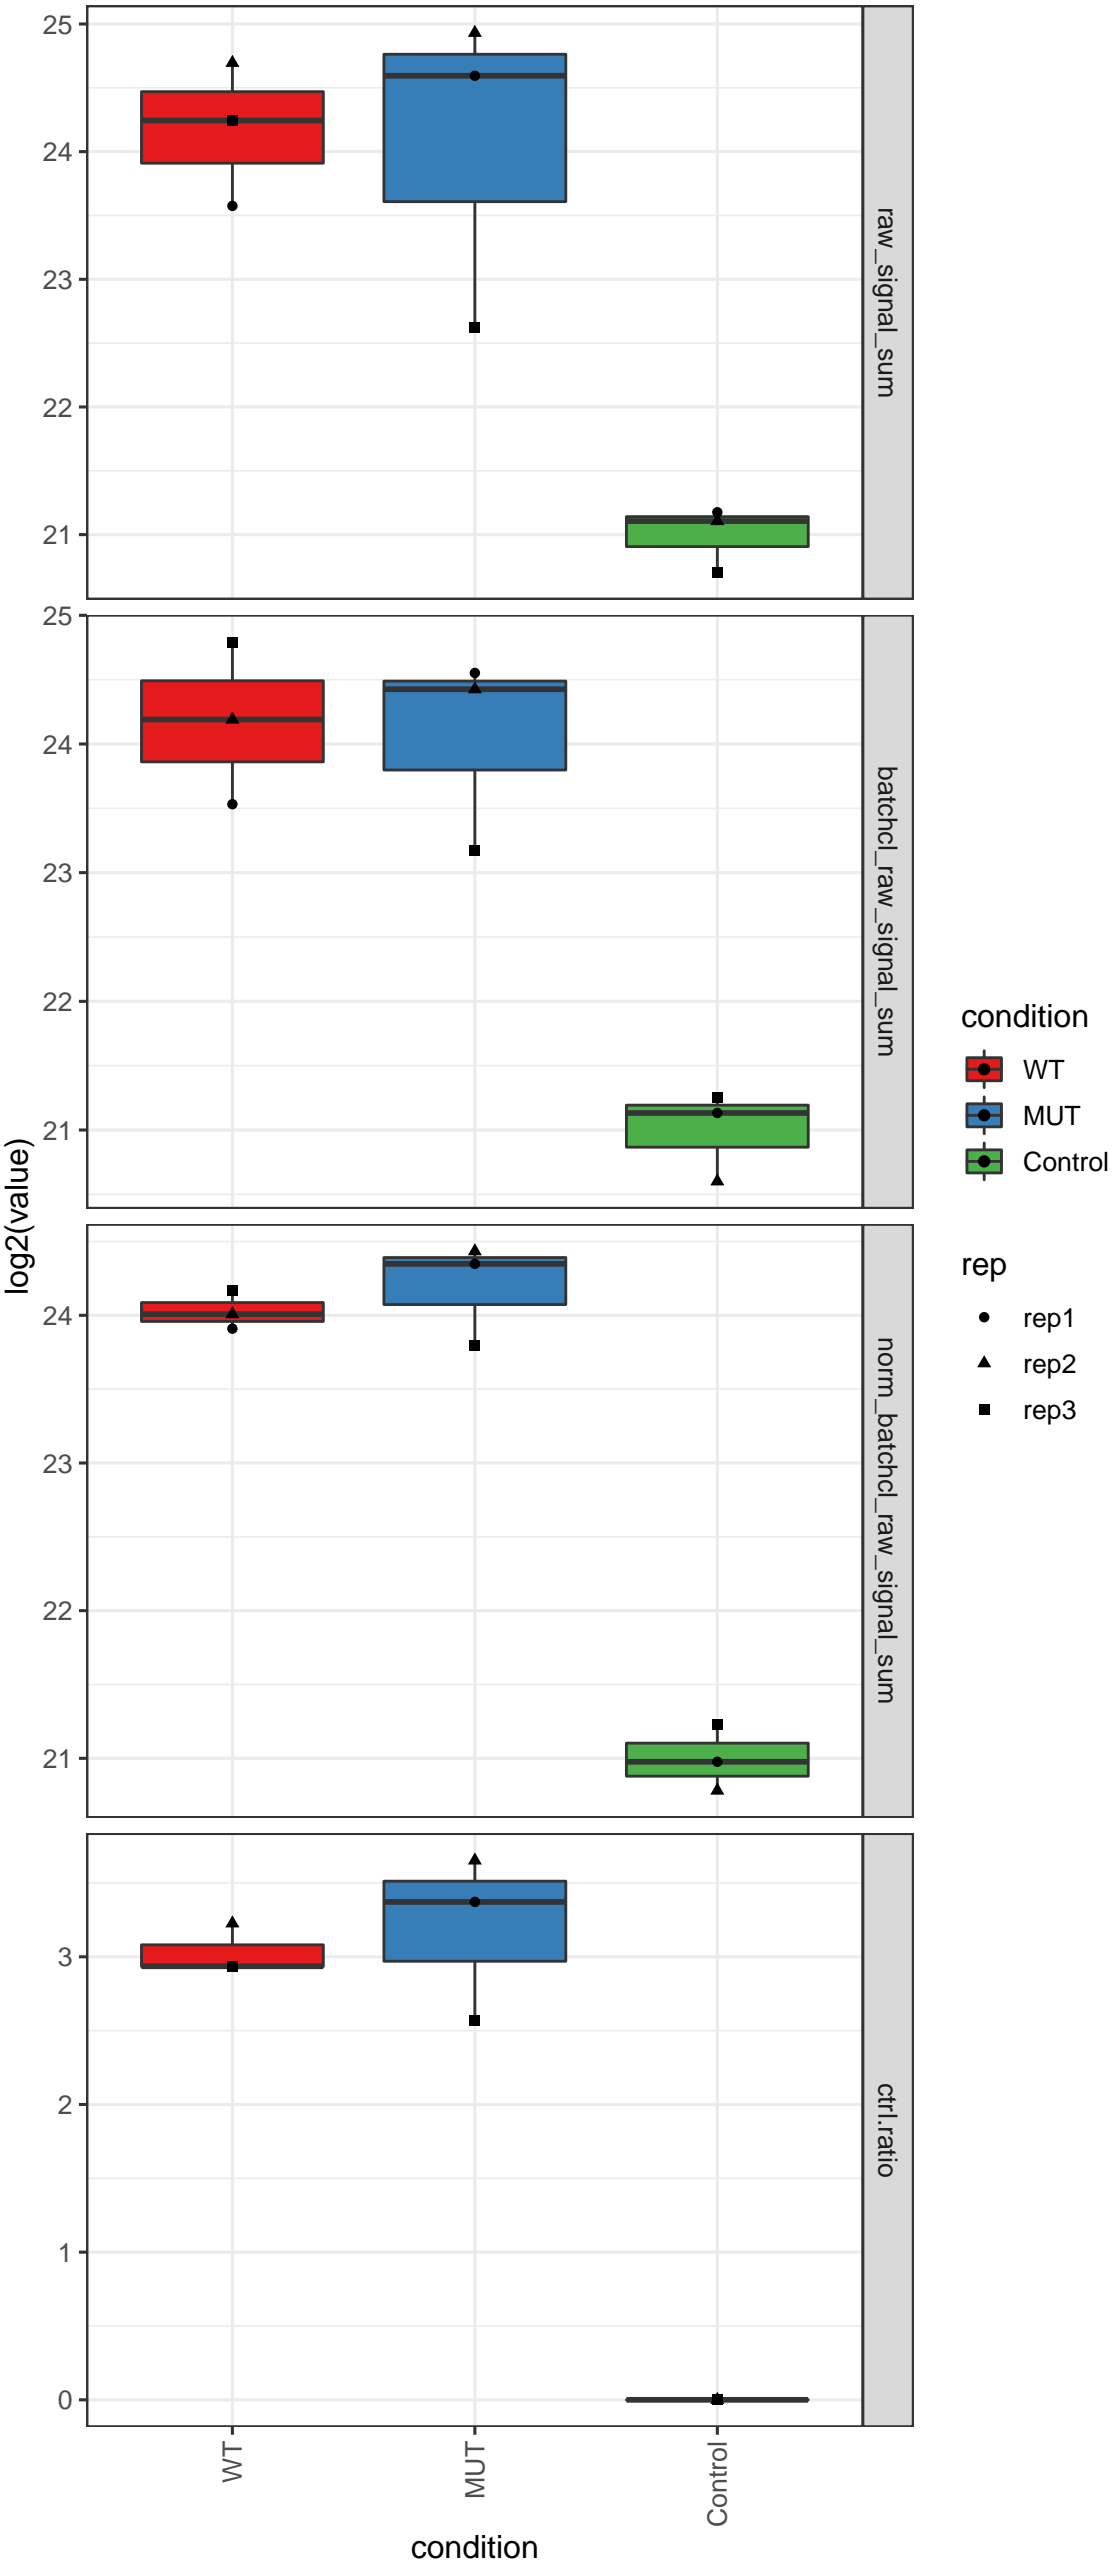 25
24
23
22
21
raw_signal_sum
25
24
23
22
21
batchcl_raw_signal_sum
24
23
22
21
norm_batchcl_raw_signal_sum
3
2
1
0
ctrl.ratio
log2(value)
WT
MUT
Control
condition
condition
WT
MUT
Control
rep
rep1
rep2
rep3